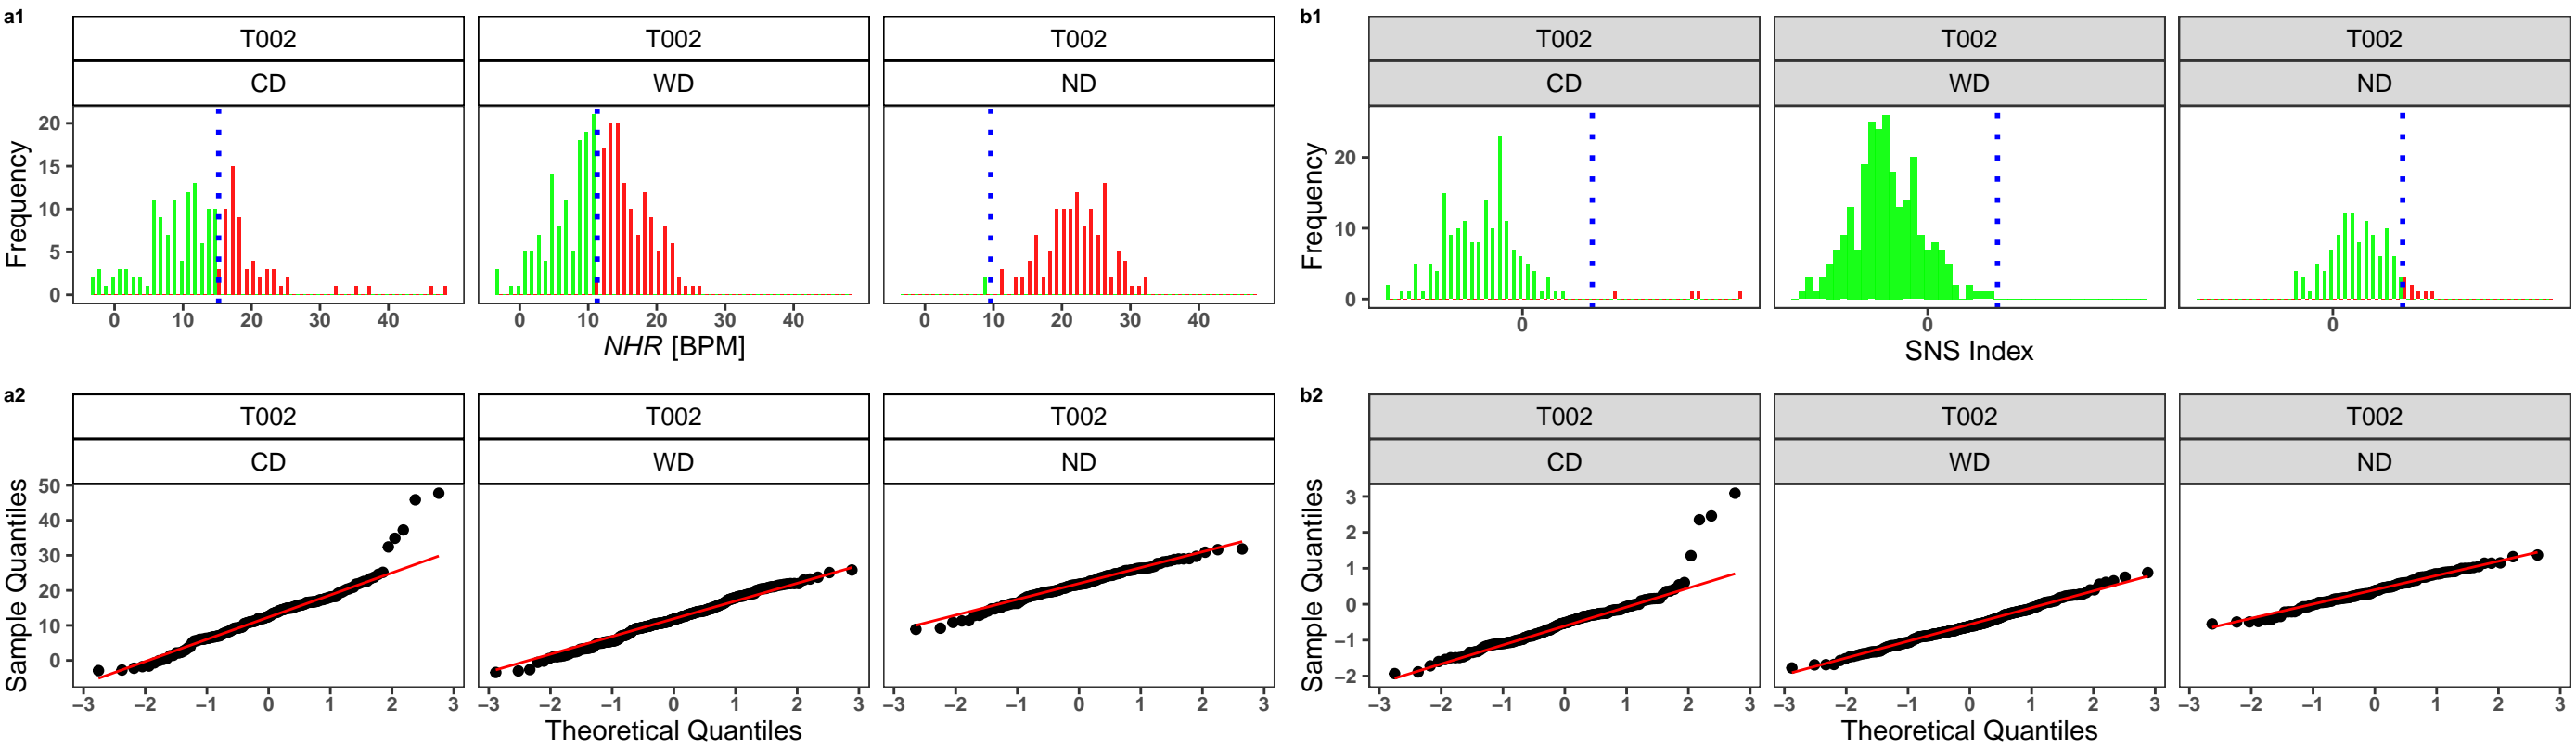 a1
T002 T002 T002
CD WD ND
Frequency
20
15
10
5
0
0 10 20 30 40 0 10 20 30 40 0 10 20 30 40
NHR [BPM]
b1
T002 T002 T002
CD WD ND
Frequency
20
10
0
0 0 0
SNS Index
a2
T002 T002 T002
CD WD ND
Sample Quantiles
50
40
30
20
10
0
−3 −2 −1 0 1 2 3 −3 −2 −1 0 1 2 3 −3 −2 −1 0 1 2 3
Theoretical Quantiles
b2
T002 T002 T002
CD WD ND
Sample Quantiles
3
2
1
0
−1
−2
−3 −2 −1 0 1 2 3 −3 −2 −1 0 1 2 3 −3 −2 −1 0 1 2 3
Theoretical Quantiles